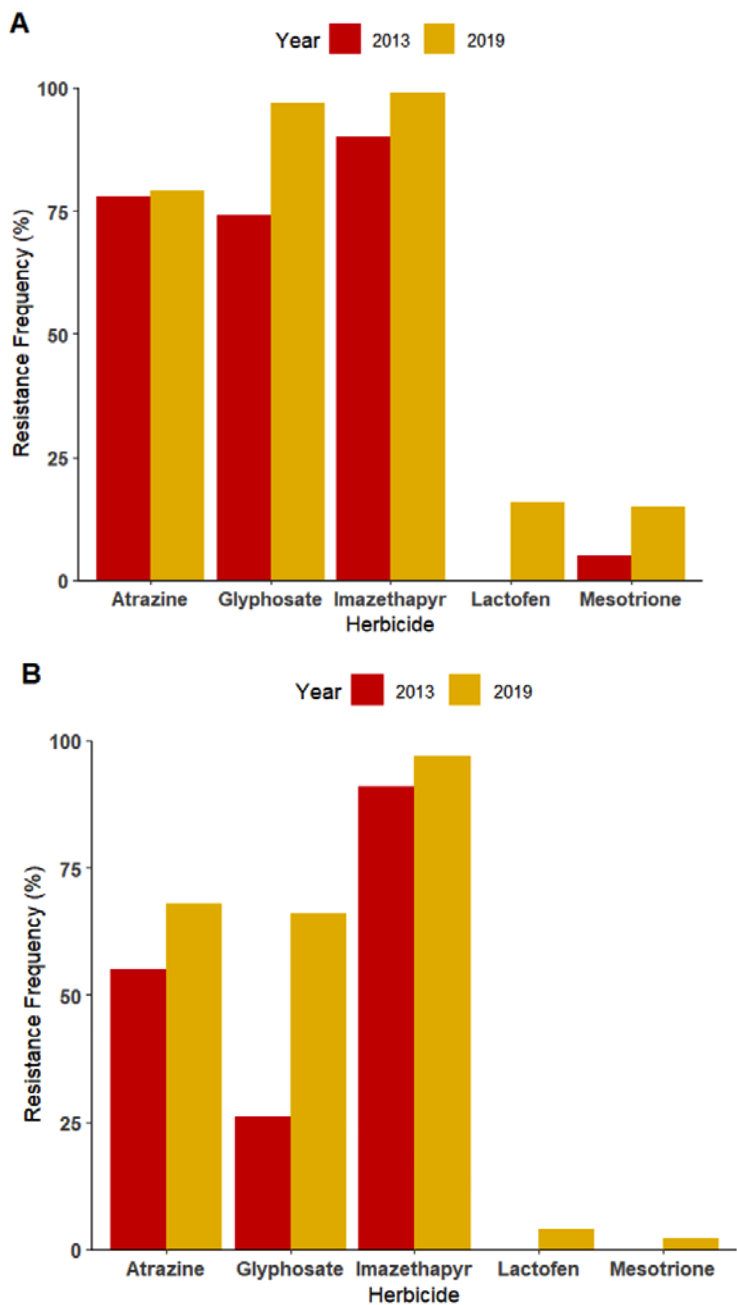 A
Year 2013 2019
100
75
50
25
0
Resistance Frequency (%)
Atrazine Glyphosate Imazethapyr Lactofen Mesotrione
Herbicide
B
Year 2013 2019
100
75
50
25
0
Resistance Frequency (%)
Atrazine Glyphosate Imazethapyr Lactofen Mesotrione
Herbicide